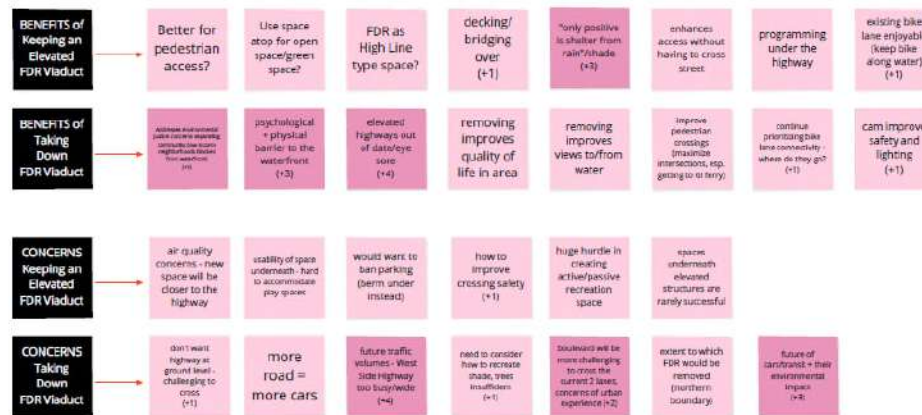 BENEFITS of
Keeping an
Elevated
FDR Viaduct
Better for
pedestrian
access?
Use space
atop for open
space/green
space?
FDR as
High Line
type space?
decking/
bridging
over
(+1)
"only positive
is shelter from
rain"/shade
(+3)
enhances
access without
having to cross
street
programming
under the
highway
existing bike
lane enjoyable
(keep bike
along water)
(+1)
BENEFITS of
Taking
Down
FDR Viaduct
psychological
+ physical
barrier to the
waterfront
(+3)
elevated
highways out
of date/eye
sore
(+4)
removing
improves
quality of
life in area
removing
improves
views to/from
water
improve
pedestrian
crossings
(maximize
intersections, esp.
getting to ferry)
continue
prioritizing bike
lane connectivity -
where do they go?
(+1)
cam improve
safety and
lighting
(+1)
CONCERNS
Keeping an
Elevated
FDR Viaduct
air quality
concerns - new
space will be
closer to the
highway
usability of space
underneath - hard
to accommodate
play spaces
would want to
ban parking
(berm under
instead)
how to
improve
crossing safety
(+1)
huge hurdle in
creating
active/passive
recreation
space
spaces
underneath
elevated
structures are
rarely successful
CONCERNS
Taking
Down
FDR Viaduct
don't want
highway at
ground level -
challenging to
cross
(+1)
more
road =
more cars
future traffic
volumes - West
Side Highway
too busy/wide
(+4)
need to consider
how to recreate
shade, trees
insufficient
(+1)
boulevard will be
more challenging
to cross the
current 2 lanes,
concerns of urban
experience (+2)
extent to which
FDR would be
removed
(northern
boundary)
future of
cars/transit + their
environmental
impact
(+3)